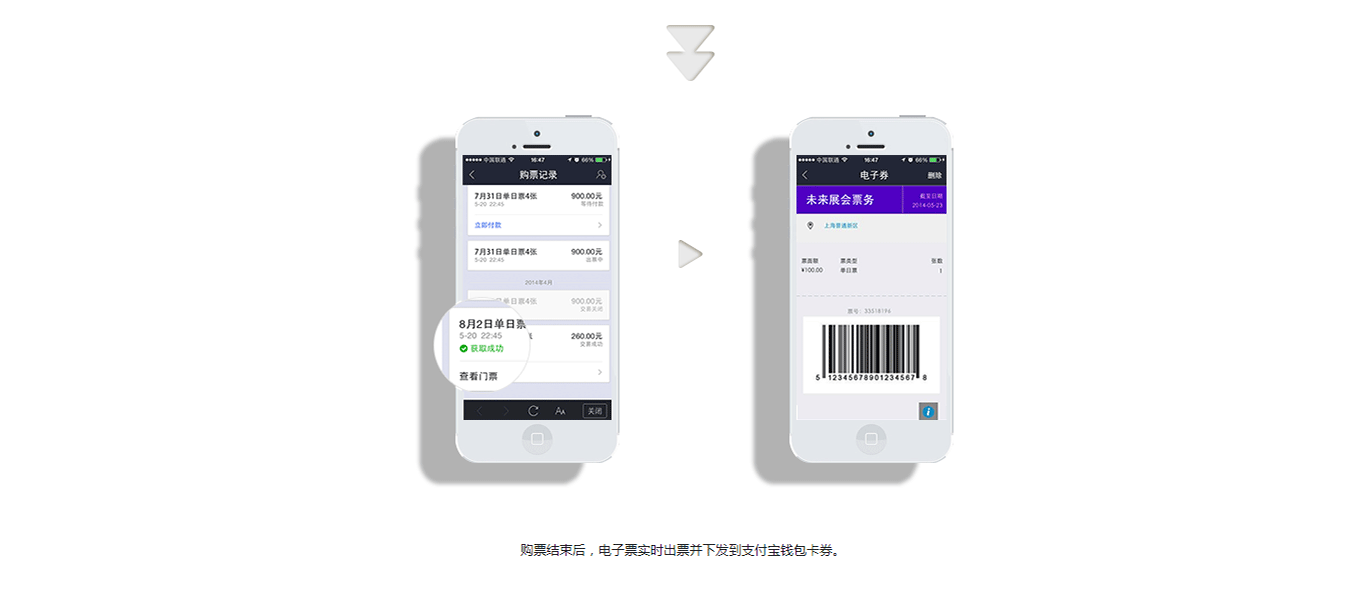 中国联通 16:47 66%
购票记录
7月31日单日票4张 900.00元
5-20 22:45 等待付款
立即付款
7月31日单日票4张 900.00元
5-20 22:45 出票中
2014年4月
单日票4张 900.00元
交易关闭
8月2日单日票
5-20 22:45
获取成功
260.00元
交易成功
查看门票
关闭
中国联通 16:47 66%
电子券 删除
未来展会票务 截至日期
2014-05-23
上海普通新区
票面额 票类型 张数
¥100.00 单日票 1
票号: 33518196
5 12345678901234567 8
购票结束后，电子票实时出票并下发到支付宝钱包卡券。